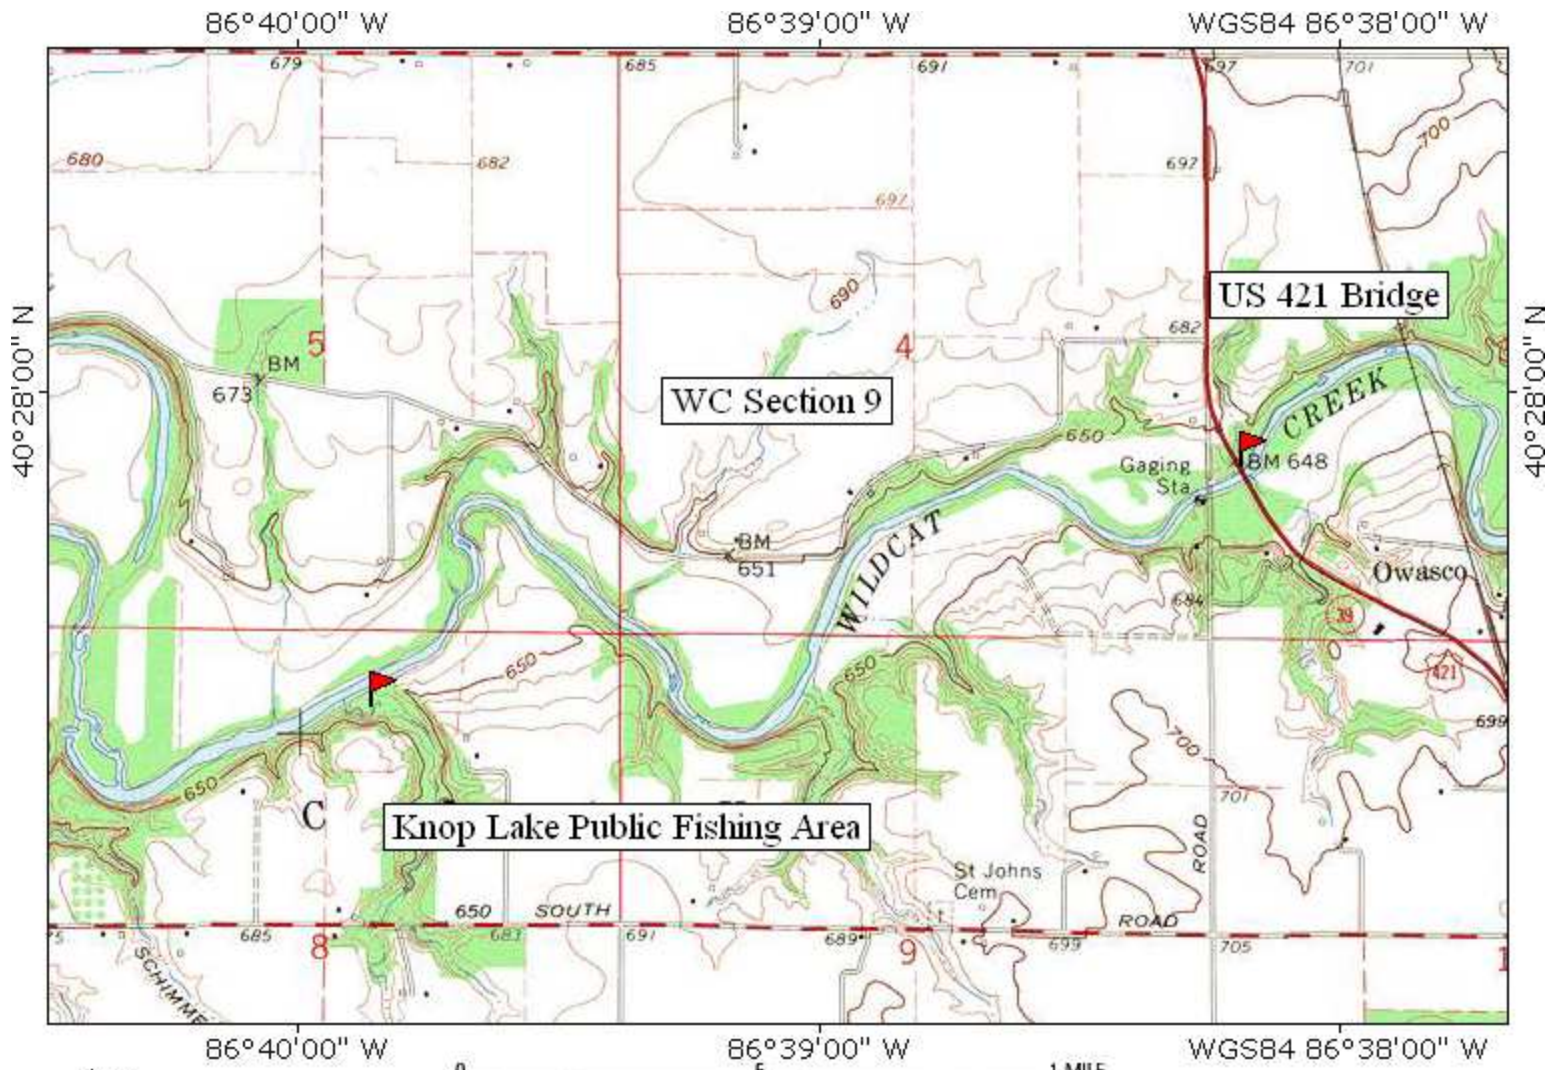 86°40'00" W 86°39'00" W WGS84 86°38'00" W
679 685 691 697 701
700
680 682 697
697
690
US 421 Bridge
682
5 4
BM
673
40°28'00" N
40°28'00" N
WC Section 9
CREEK
650
Gaging
Sta
BM 648
WILDCAT
BM
651
Owasco
684
39
650
650
421
699
700
650
701
C
Knop Lake Public Fishing Area
ROAD
St Johns
Cem
650 SOUTH ROAD
685 683 691 689 699 705
8 9
SCHIMME
86°40'00" W 86°39'00" W WGS84 86°38'00" W
1 MILE